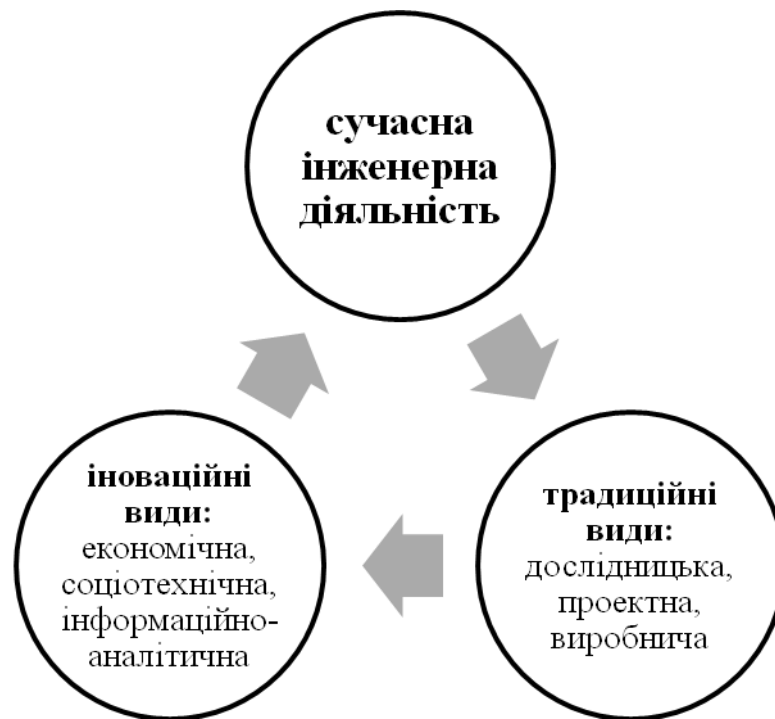 сучасна
інженерна
діяльність
іноваційні
види:
економічна,
соціотехнічна,
інформаційно-
аналітична
традиційні
види:
дослідницька,
проектна,
виробнича